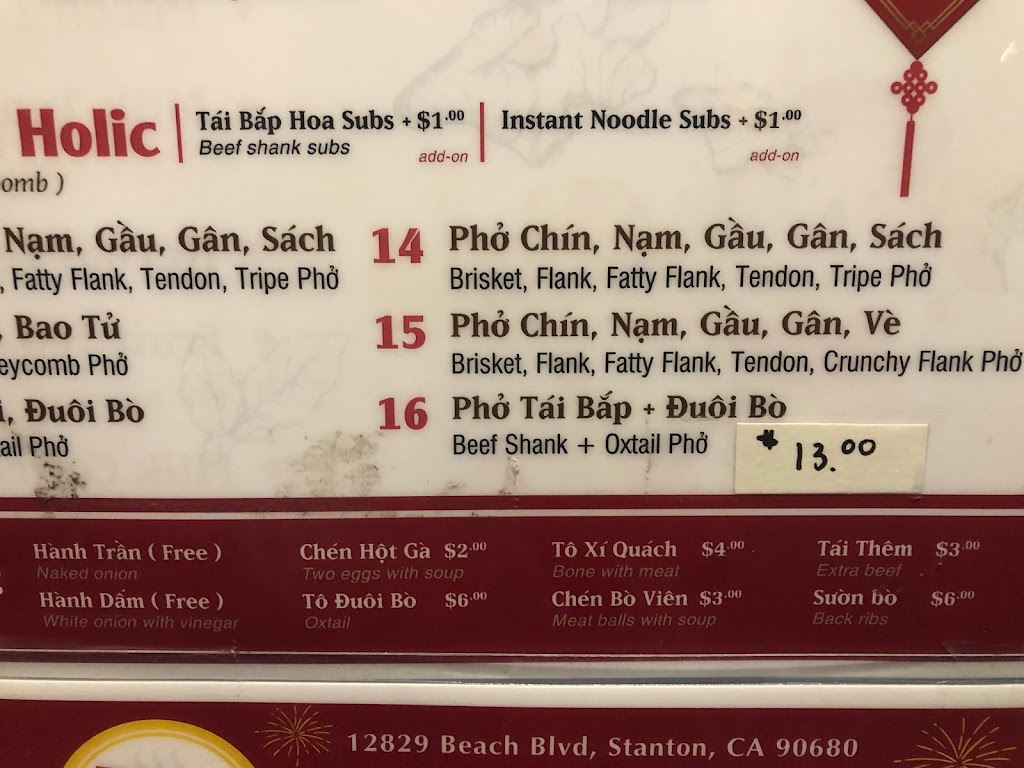 Holic
Tái Bắp Hoa Subs + $1.00
Beef shank subs
add-on
Instant Noodle Subs + $1.00
add-on
omb )
Nạm, Gầu, Gân, Sách
, Fatty Flank, Tendon, Tripe Phở
, Bao Tử
eycomb Phở
i, Đuôi Bò
ail Phở
14 Phở Chín, Nạm, Gầu, Gân, Sách
Brisket, Flank, Fatty Flank, Tendon, Tripe Phở
15 Phở Chín, Nạm, Gầu, Gân, Vè
Brisket, Flank, Fatty Flank, Tendon, Crunchy Flank Phở
16 Phở Tái Bắp + Đuôi Bò
Beef Shank + Oxtail Phở
* 13.00
Hành Trần ( Free )
Naked onion
Hành Dấm ( Free )
White onion with vinegar
Chén Hột Gà $2.00
Two eggs with soup
Tô Đuôi Bò $6.00
Oxtail
Tô Xí Quách $4.00
Bone with meat
Chén Bò Viên $3.00
Meat balls with soup
Tái Thêm $3.00
Extra beef
Sườn bò $6.00
Back ribs
12829 Beach Blvd, Stanton, CA 90680